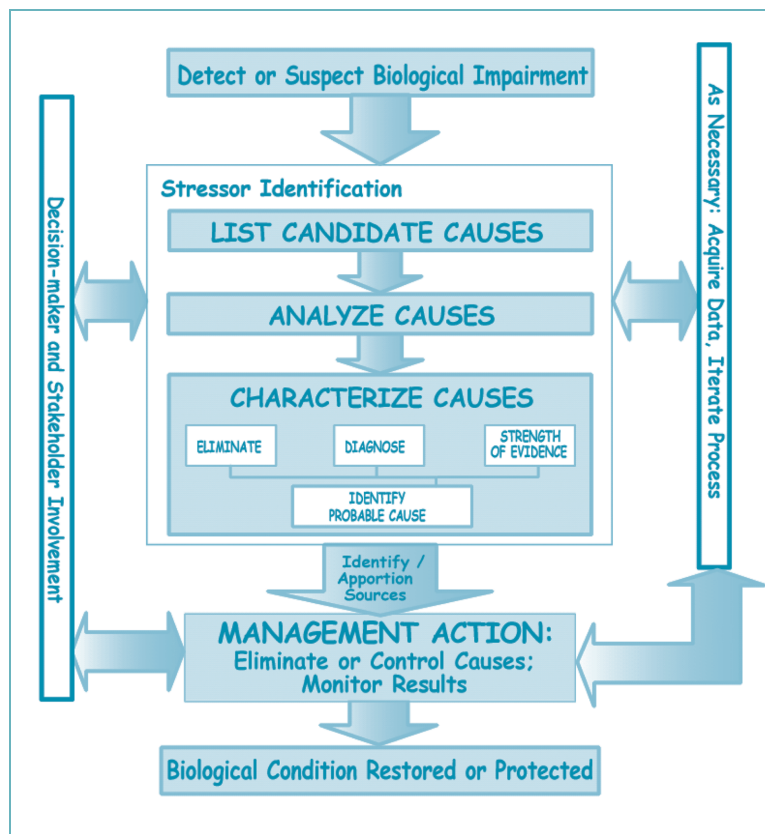 Detect or Suspect Biological Impairment
Stressor Identification
LIST CANDIDATE CAUSES
ANALYZE CAUSES
CHARACTERIZE CAUSES
ELIMINATE
DIAGNOSE
STRENGTH
OF EVIDENCE
IDENTIFY
PROBABLE CAUSE
Identify /
Apportion
Sources
MANAGEMENT ACTION:
Eliminate or Control Causes;
Monitor Results
Biological Condition Restored or Protected
Decision-maker and Stakeholder Involvement
As Necessary: Acquire Data, Iterate Process